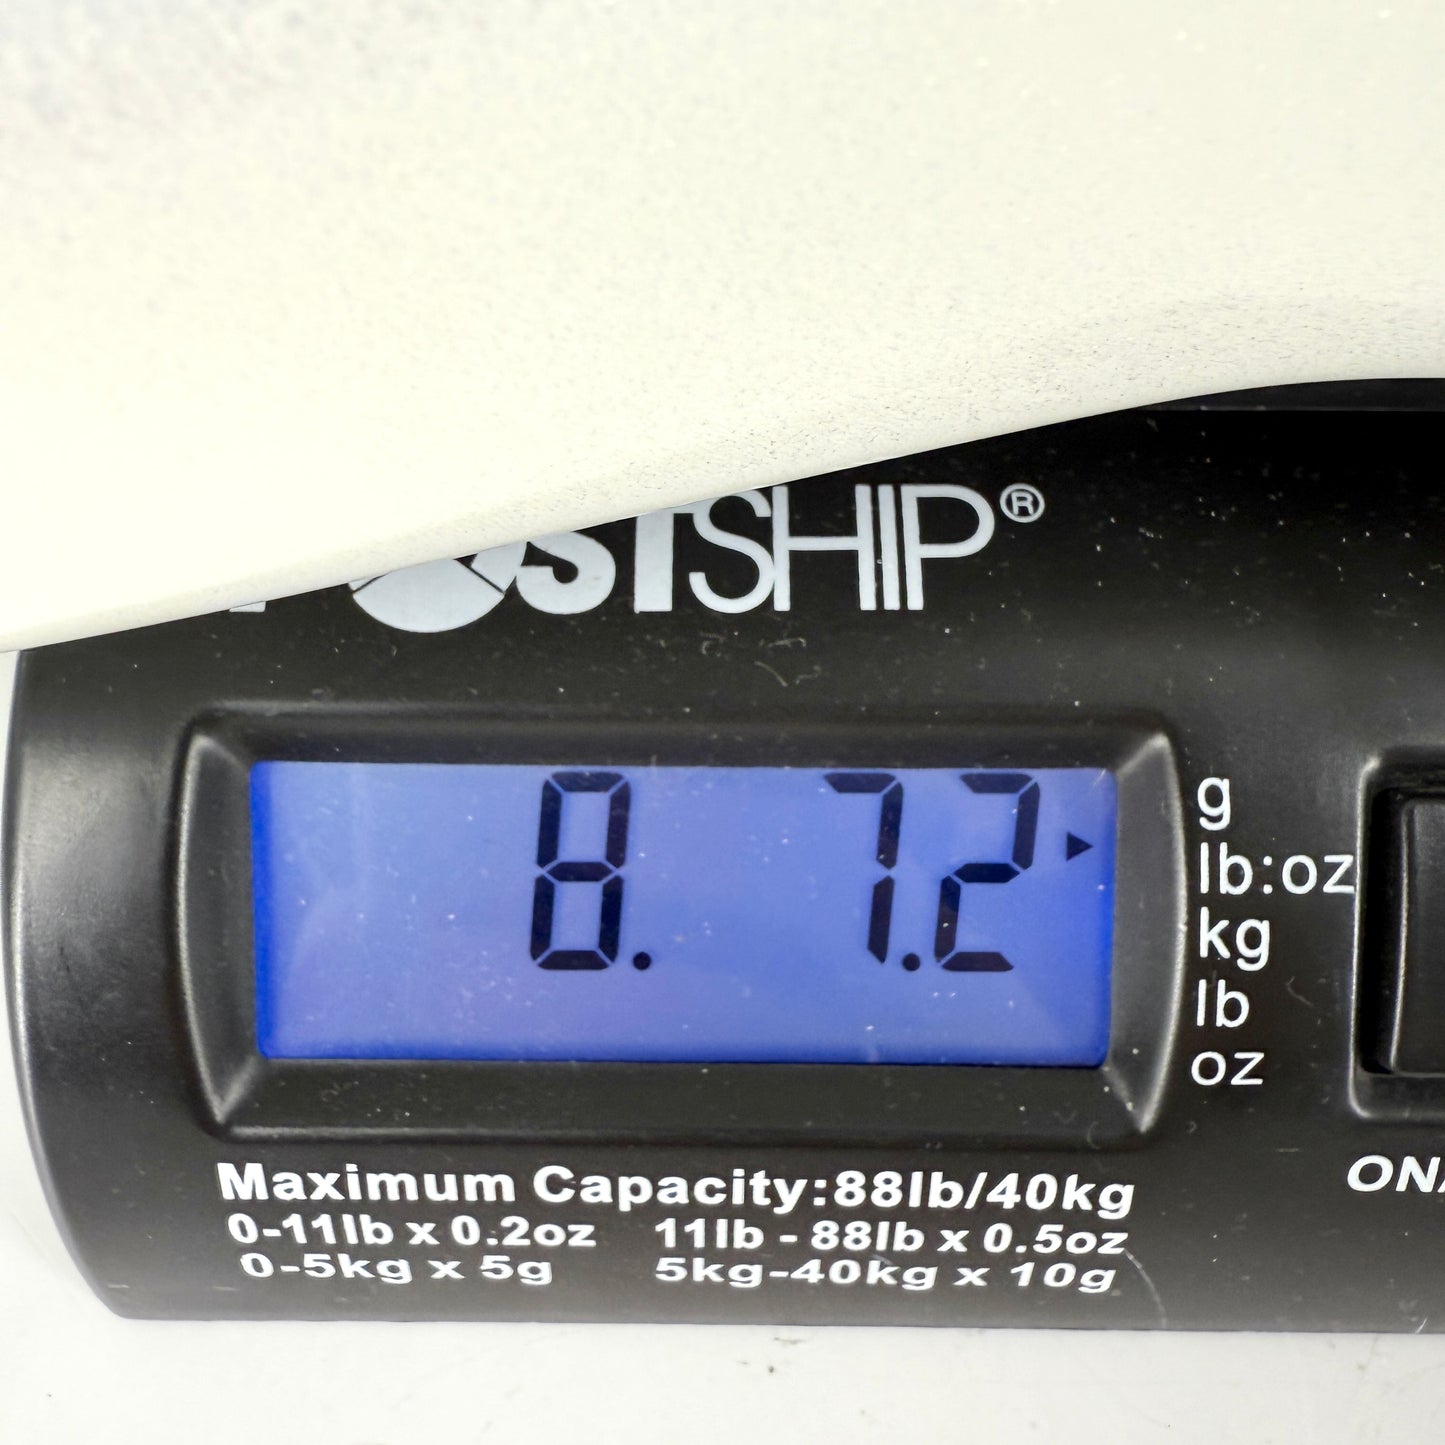 POSTSHIP®
8. 7.2
g
lb:oz
kg
lb
oz
Maximum Capacity:88lb/40kg
0-11lb x 0.2oz 11lb - 88lb x 0.5oz
0-5kg x 5g 5kg-40kg x 10g